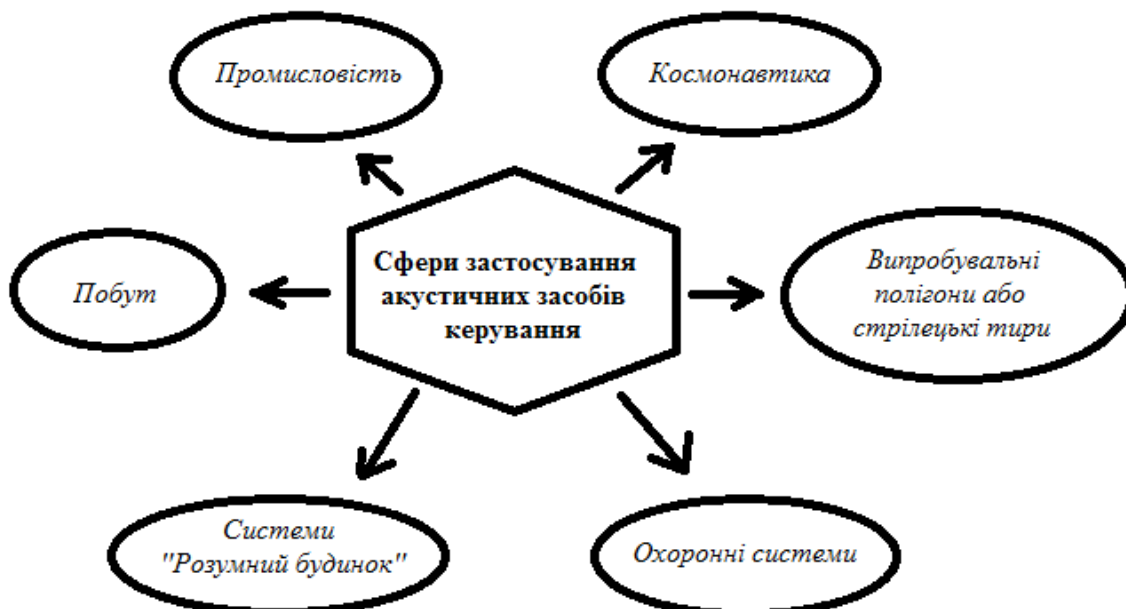 Промисловість
Космонавтика
Сфери застосування
акустичних засобів
керування
Побут
Випробувальні
полігони або
стрілецькі тири
Системи
"Розумний будинок"
Охоронні системи